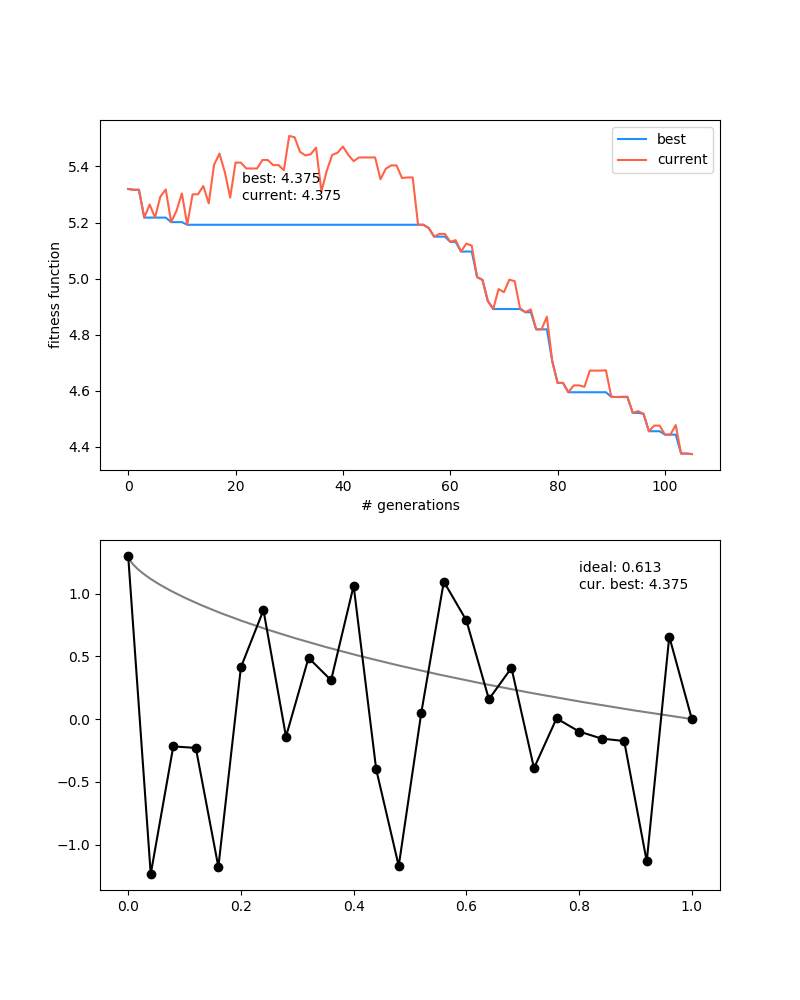 best
current
5.4
best: 4.375
current: 4.375
5.2
5.0
4.8
4.6
4.4
fitness function
0 20 40 60 80 100
# generations
ideal: 0.613
cur. best: 4.375
1.0
0.5
0.0
−0.5
−1.0
0.0 0.2 0.4 0.6 0.8 1.0